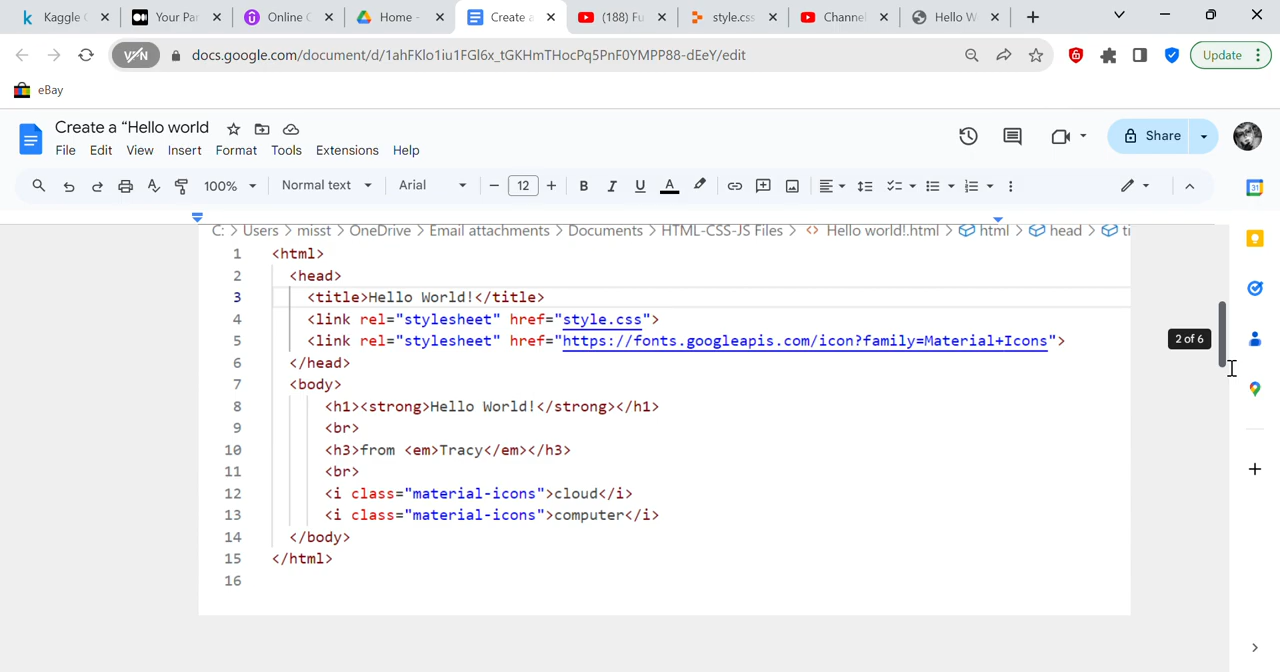 Kaggle
Your Par
Online C
Home -
Create a
(188) Fu
style.css
Channel
Hello W
VPN
docs.google.com/document/d/1ahFKlo1iu1FGl6x_tGKHmTHocPq5PnF0YMPP88-dEeY/edit
6
Update
eBay
Create a “Hello world
File Edit View Insert Format Tools Extensions Help
Share
100% Normal text Arial 12 B I U A
31
C: > Users > misst > OneDrive > Email attachments > Documents > HTML-CSS-JS Files > <> Hello world!.html > html > head > ti
1 <html>
2 <head>
3 <title>Hello World!</title>
4 <link rel="stylesheet" href="style.css">
5 <link rel="stylesheet" href="https://fonts.googleapis.com/icon?family=Material+Icons">
6 </head>
7 <body>
8 <h1><strong>Hello World!</strong></h1>
9 <br>
10 <h3>from <em>Tracy</em></h3>
11 <br>
12 <i class="material-icons">cloud</i>
13 <i class="material-icons">computer</i>
14 </body>
15 </html>
16
2 of 6